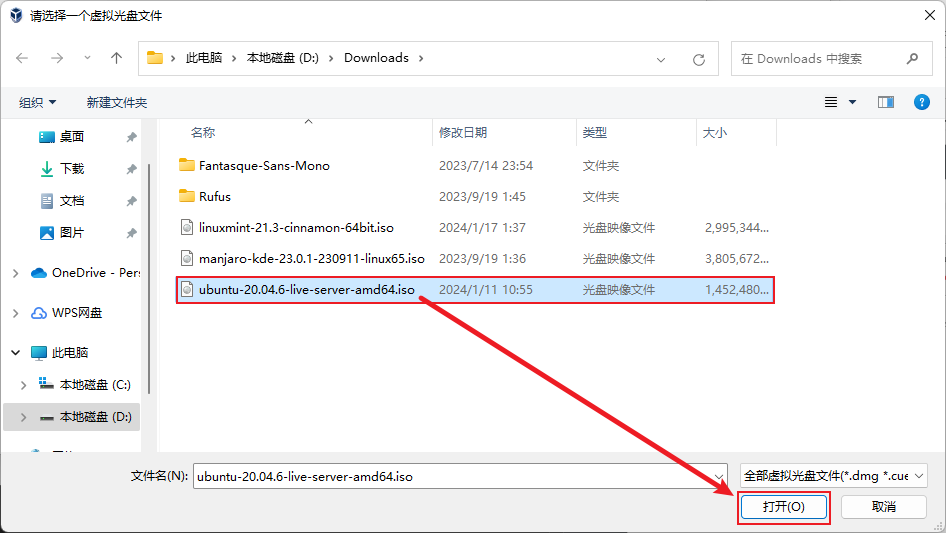 请选择一个虚拟光盘文件
此电脑 本地磁盘 (D:) Downloads
在 Downloads 中搜索
组织 新建文件夹
名称 修改日期 类型 大小
桌面
下载
文档
图片
OneDrive - Pers
WPS网盘
此电脑
本地磁盘 (C:)
本地磁盘 (D:)
Fantasque-Sans-Mono 2023/7/14 23:54 文件夹
Rufus 2023/9/19 1:45 文件夹
linuxmint-21.3-cinnamon-64bit.iso 2024/1/17 1:37 光盘映像文件 2,995,344...
manjaro-kde-23.0.1-230911-linux65.iso 2023/9/19 1:36 光盘映像文件 3,805,672...
ubuntu-20.04.6-live-server-amd64.iso 2024/1/11 10:55 光盘映像文件 1,452,480...
文件名(N): ubuntu-20.04.6-live-server-amd64.iso 全部虚拟光盘文件(*.dmg *.cue
打开(O) 取消